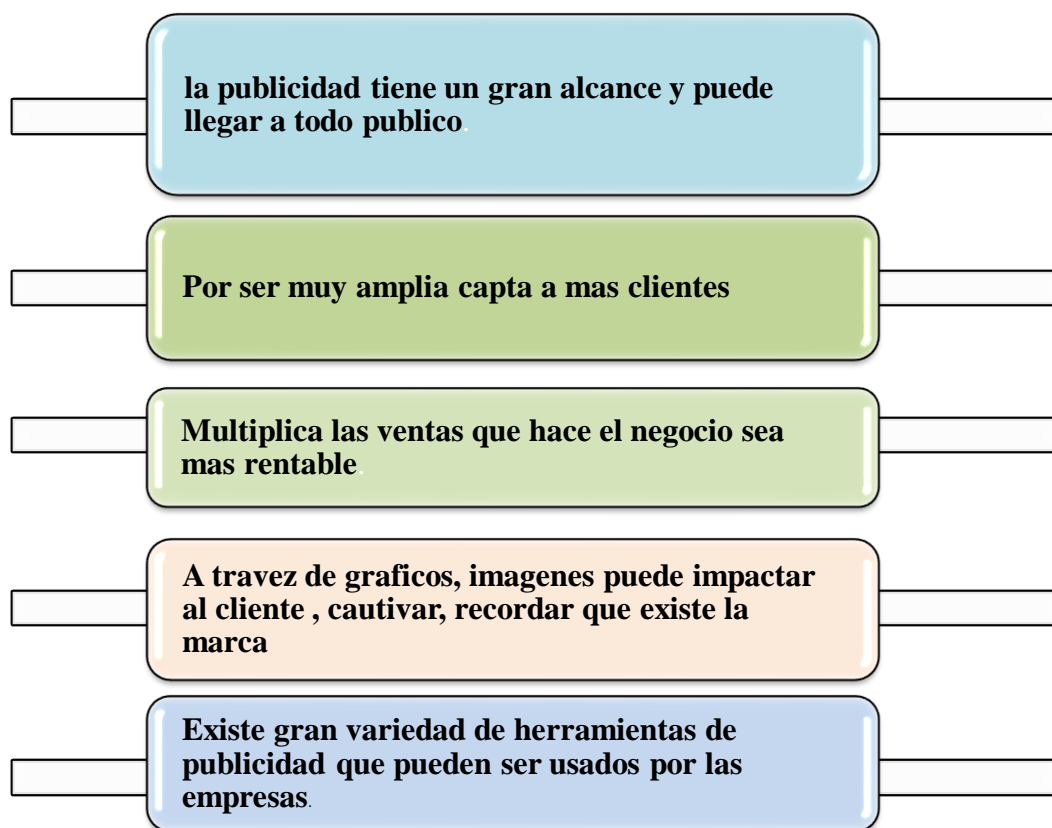 la publicidad tiene un gran alcance y puede
llegar a todo publico.
Por ser muy amplia capta a mas clientes
Multiplica las ventas que hace el negocio sea
mas rentable.
A travez de graficos, imagenes puede impactar
al cliente , cautivar, recordar que existe la
marca
Existe gran variedad de herramientas de
publicidad que pueden ser usados por las
empresas.